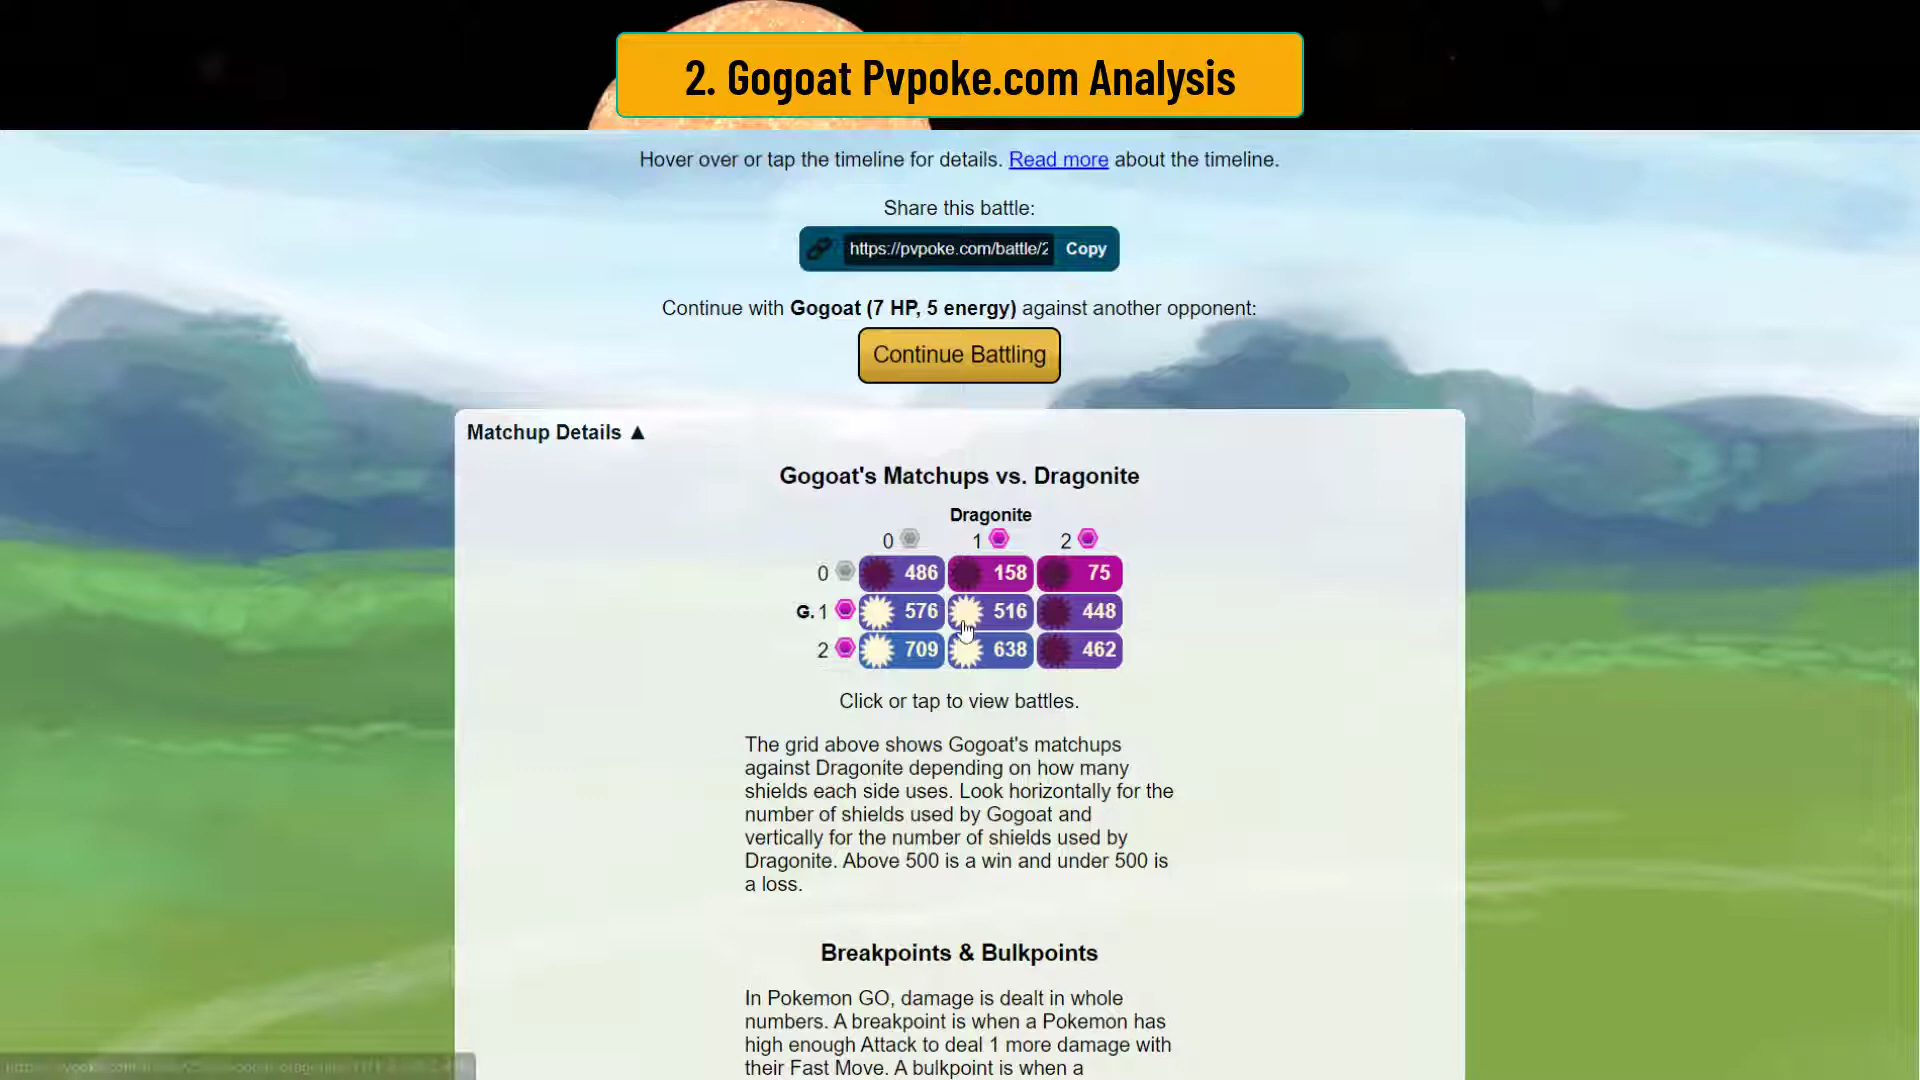 2. Gogoat Pvpoke.com Analysis
Hover over or tap the timeline for details. Read more about the timeline.
Share this battle:
https://pvpoke.com/battle/2 Copy
Continue with Gogoat (7 HP, 5 energy) against another opponent:
Continue Battling
Matchup Details ▲
Gogoat's Matchups vs. Dragonite
Dragonite
0 1 2
0 486 158 75
G. 1 576 516 448
2 709 638 462
Click or tap to view battles.
The grid above shows Gogoat's matchups
against Dragonite depending on how many
shields each side uses. Look horizontally for the
number of shields used by Gogoat and
vertically for the number of shields used by
Dragonite. Above 500 is a win and under 500 is
a loss.
Breakpoints & Bulkpoints
In Pokemon GO, damage is dealt in whole
numbers. A breakpoint is when a Pokemon has
high enough Attack to deal 1 more damage with
their Fast Move. A bulkpoint is when a